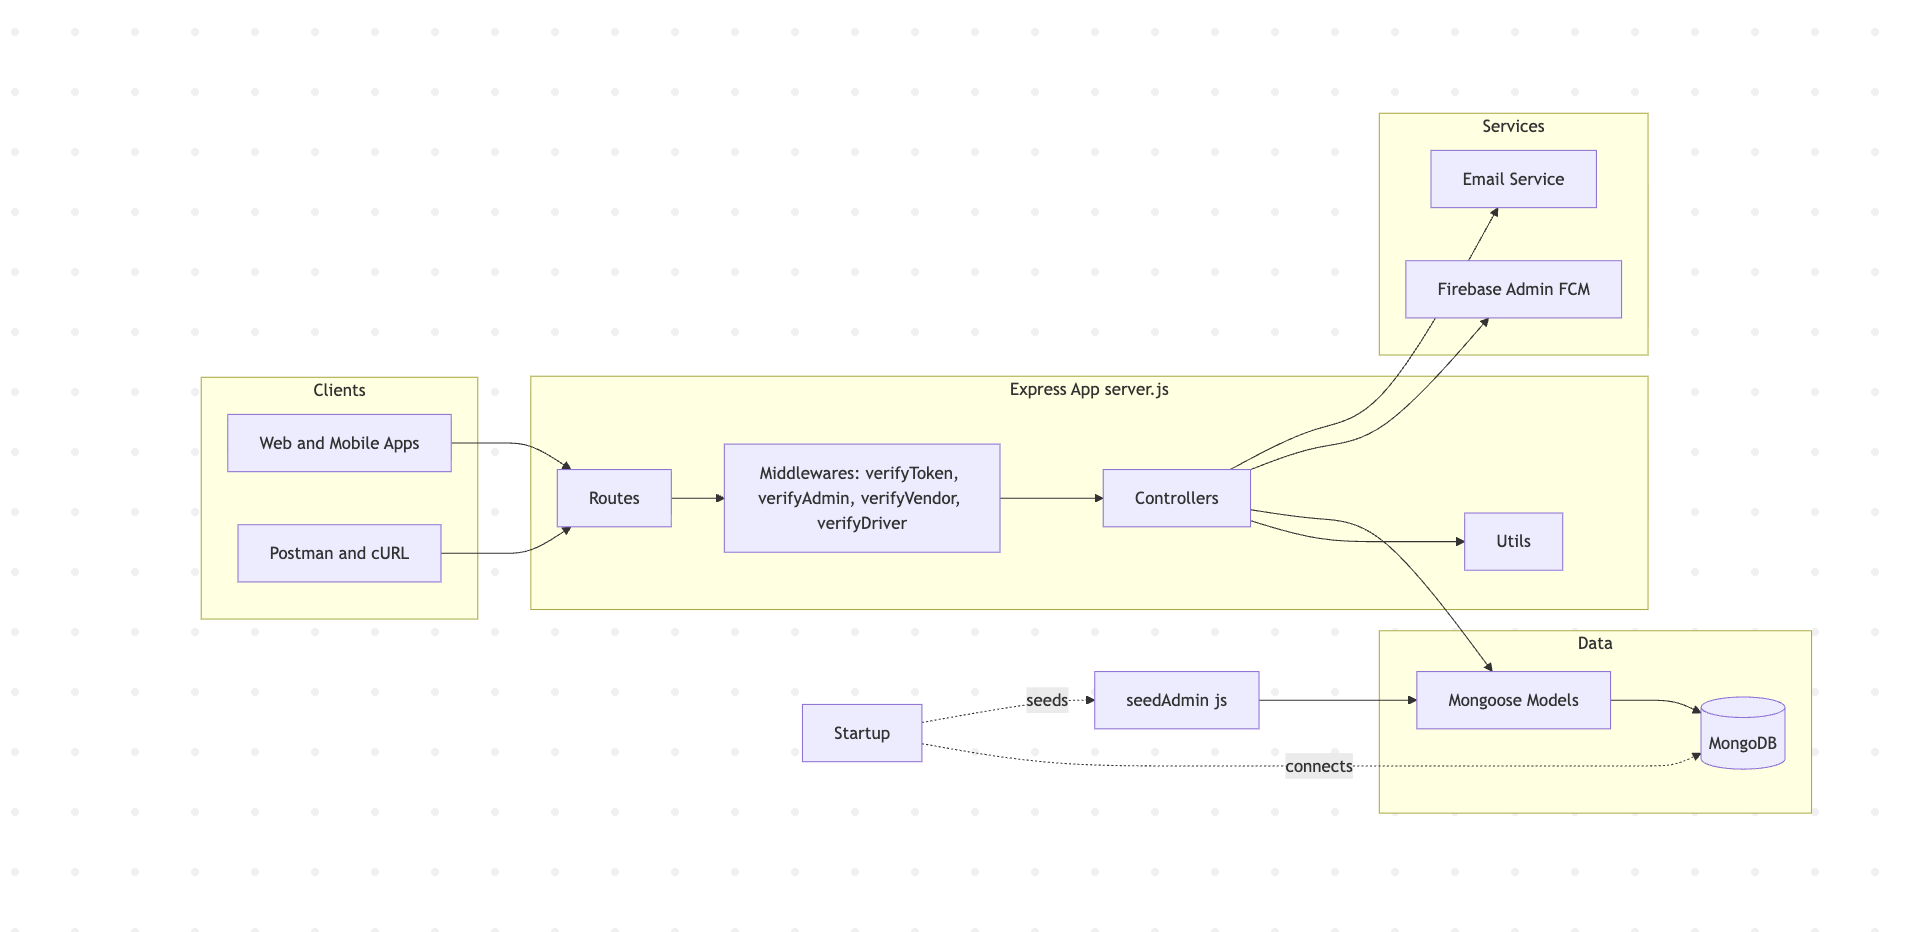 Services
Email Service
Firebase Admin FCM
Clients
Web and Mobile Apps
Postman and cURL
Express App server.js
Routes
Middlewares: verifyToken,
verifyAdmin, verifyVendor,
verifyDriver
Controllers
Utils
Data
Startup
seeds
seedAdmin js
Mongoose Models
MongoDB
connects